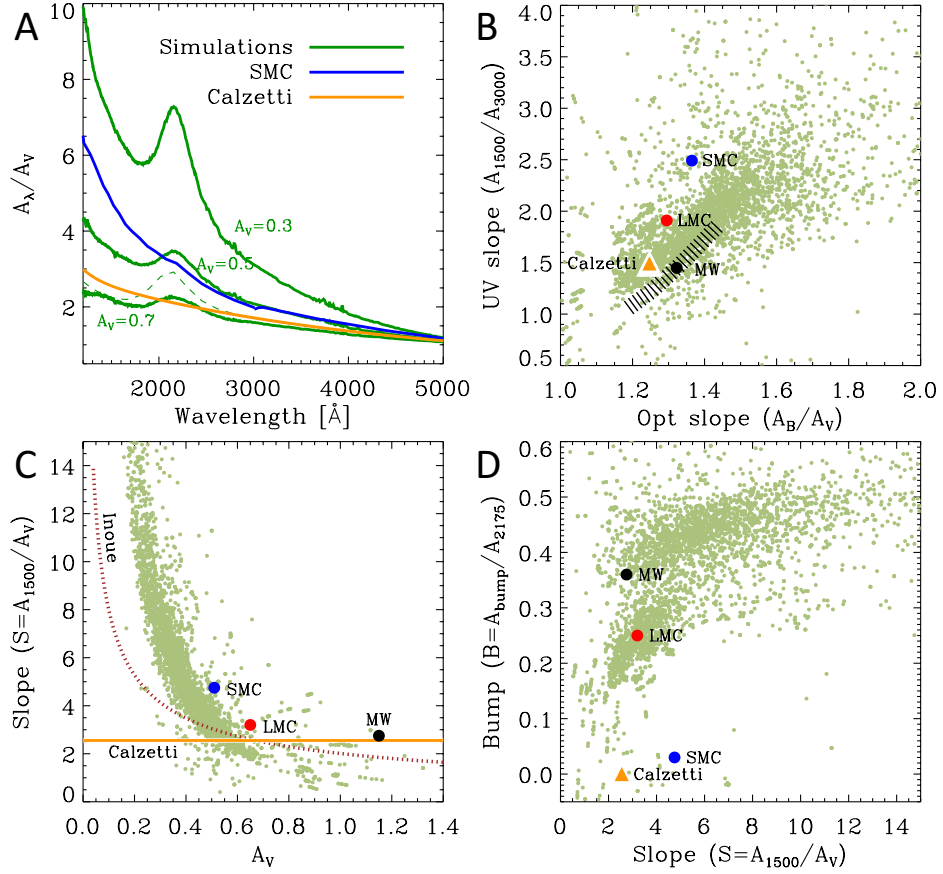 A
10
8
6
4
2
A_λ/A_V
Simulations
SMC
Calzetti
A_V=0.3
A_V=0.5
A_V=0.7
2000
3000
4000
5000
Wavelength [Å]
B
4.0
3.5
3.0
2.5
2.0
1.5
1.0
0.5
UV slope (A_1500/A_3000)
SMC
LMC
Calzetti
MW
1.0
1.2
1.4
1.6
1.8
2.0
Opt slope (A_B/A_V)
C
14
12
10
8
6
4
2
0
Slope (S=A_1500/A_V)
Inoue
SMC
LMC
MW
Calzetti
0.0
0.2
0.4
0.6
0.8
1.0
1.2
1.4
A_V
D
0.6
0.5
0.4
0.3
0.2
0.1
0.0
Bump (B=A_bump/A_2175)
MW
LMC
SMC
Calzetti
0
2
4
6
8
10
12
14
Slope (S=A_1500/A_V)